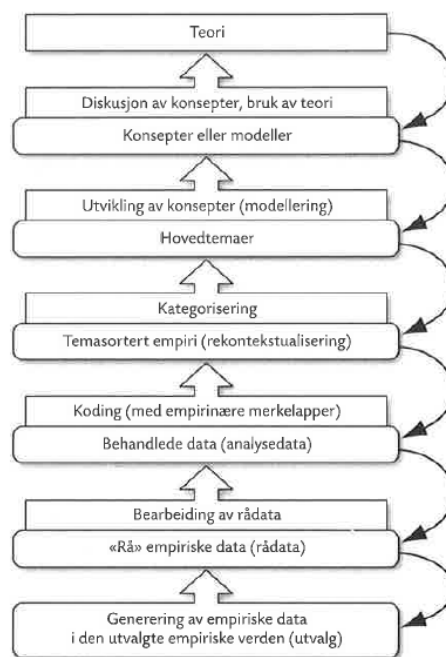 Teori
Diskusjon av konsepter, bruk av teori
Konsepter eller modeller
Utvikling av konsepter (modellering)
Hovedtemaer
Kategorisering
Temasortert empiri (rekontekstualisering)
Koding (med empirinære merkelapper)
Behandlede data (analysedata)
Bearbeiding av rådata
«Rå» empiriske data (rådata)
Generering av empiriske data
i den utvalgte empiriske verden (utvalg)